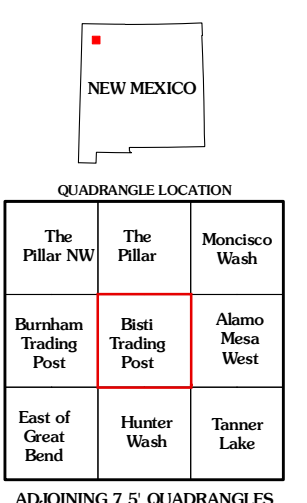 NEW MEXICO
QUADRANGLE LOCATION
The
Pillar NW
The
Pillar
Moncisco
Wash
Burnham
Trading
Post
Bisti
Trading
Post
Alamo
Mesa
West
East of
Great
Bend
Hunter
Wash
Tanner
Lake
ADJOINING 7.5' QUADRANGLES